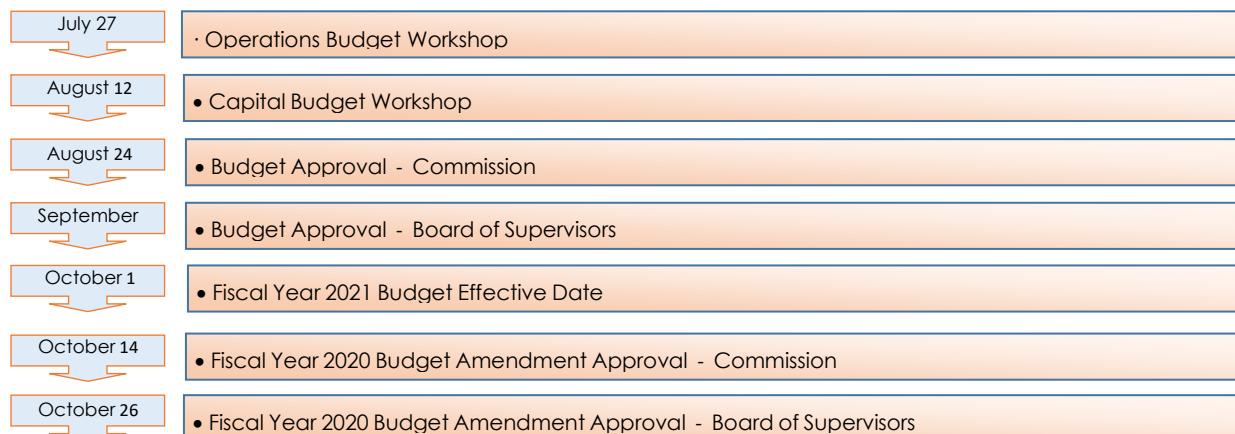 July 27
· Operations Budget Workshop
August 12
• Capital Budget Workshop
August 24
• Budget Approval - Commission
September
• Budget Approval - Board of Supervisors
October 1
• Fiscal Year 2021 Budget Effective Date
October 14
• Fiscal Year 2020 Budget Amendment Approval - Commission
October 26
• Fiscal Year 2020 Budget Amendment Approval - Board of Supervisors